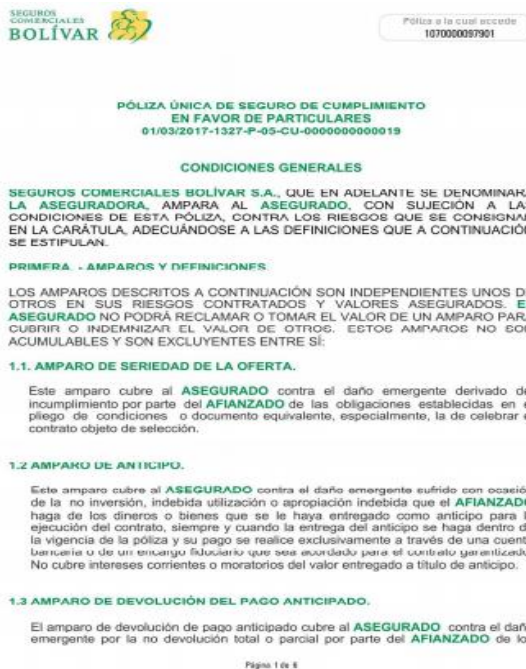 SEGUROS
COMERCIALES
BOLÍVAR
Póliza a la cual accede
1070000097901
PÓLIZA ÚNICA DE SEGURO DE CUMPLIMIENTO
EN FAVOR DE PARTICULARES
01/03/2017-1327-P-05-CU-0000000000019
CONDICIONES GENERALES
SEGUROS COMERCIALES BOLÍVAR S.A., QUE EN ADELANTE SE DENOMINARÁ
LA ASEGURADORA, AMPARA AL ASEGURADO, CON SUJECIÓN A LA
CONDICIONES DE ESTA PÓLIZA, CONTRA LOS RIESGOS QUE SE CONSIGNA
EN LA CARÁTULA, ADECUÁNDOSE A LAS DEFINICIONES QUE A CONTINUACIÓN
SE ESTIPULAN.
PRIMERA. - AMPAROS Y DEFINICIONES
LOS AMPAROS DESCRITOS A CONTINUACIÓN SON INDEPENDIENTES UNOS DE
OTROS EN SUS RIESGOS CONTRATADOS Y VALORES ASEGURADOS. E
ASEGURADO NO PODRÁ RECLAMAR O TOMAR EL VALOR DE UN AMPARO PARA
CUBRIR O INDEMNIZAR EL VALOR DE OTROS. ESTOS AMPAROS NO SON
ACUMULABLES Y SON EXCLUYENTES ENTRE SÍ:
1.1. AMPARO DE SERIEDAD DE LA OFERTA.
Este amparo cubre al ASEGURADO contra el daño emergente derivado de
incumplimiento por parte del AFIANZADO de las obligaciones establecidas en e
pliego de condiciones o documento equivalente, especialmente, la de celebrar e
contrato objeto de selección.
1.2 AMPARO DE ANTICIPO.
Este amparo cubre al ASEGURADO contra el daño emergente sufrido con ocasió
de la no inversión, indebida utilización o apropiación indebida que el AFIANZADO
haga de los dineros o bienes que se le haya entregado como anticipo para l
ejecución del contrato, siempre y cuando la entrega del anticipo se haga dentro d
la vigencia de la póliza y su pago se realice exclusivamente a través de una cuent
bancaria o de un encargo fiduciario que sea acordado para el contrato garantizado
No cubre intereses corrientes o moratorios del valor entregado a título de anticipo.
1.3 AMPARO DE DEVOLUCIÓN DEL PAGO ANTICIPADO.
El amparo de devolución de pago anticipado cubre al ASEGURADO contra el dañ
emergente por la no devolución total o parcial por parte del AFIANZADO de lo
Página 1 de 6